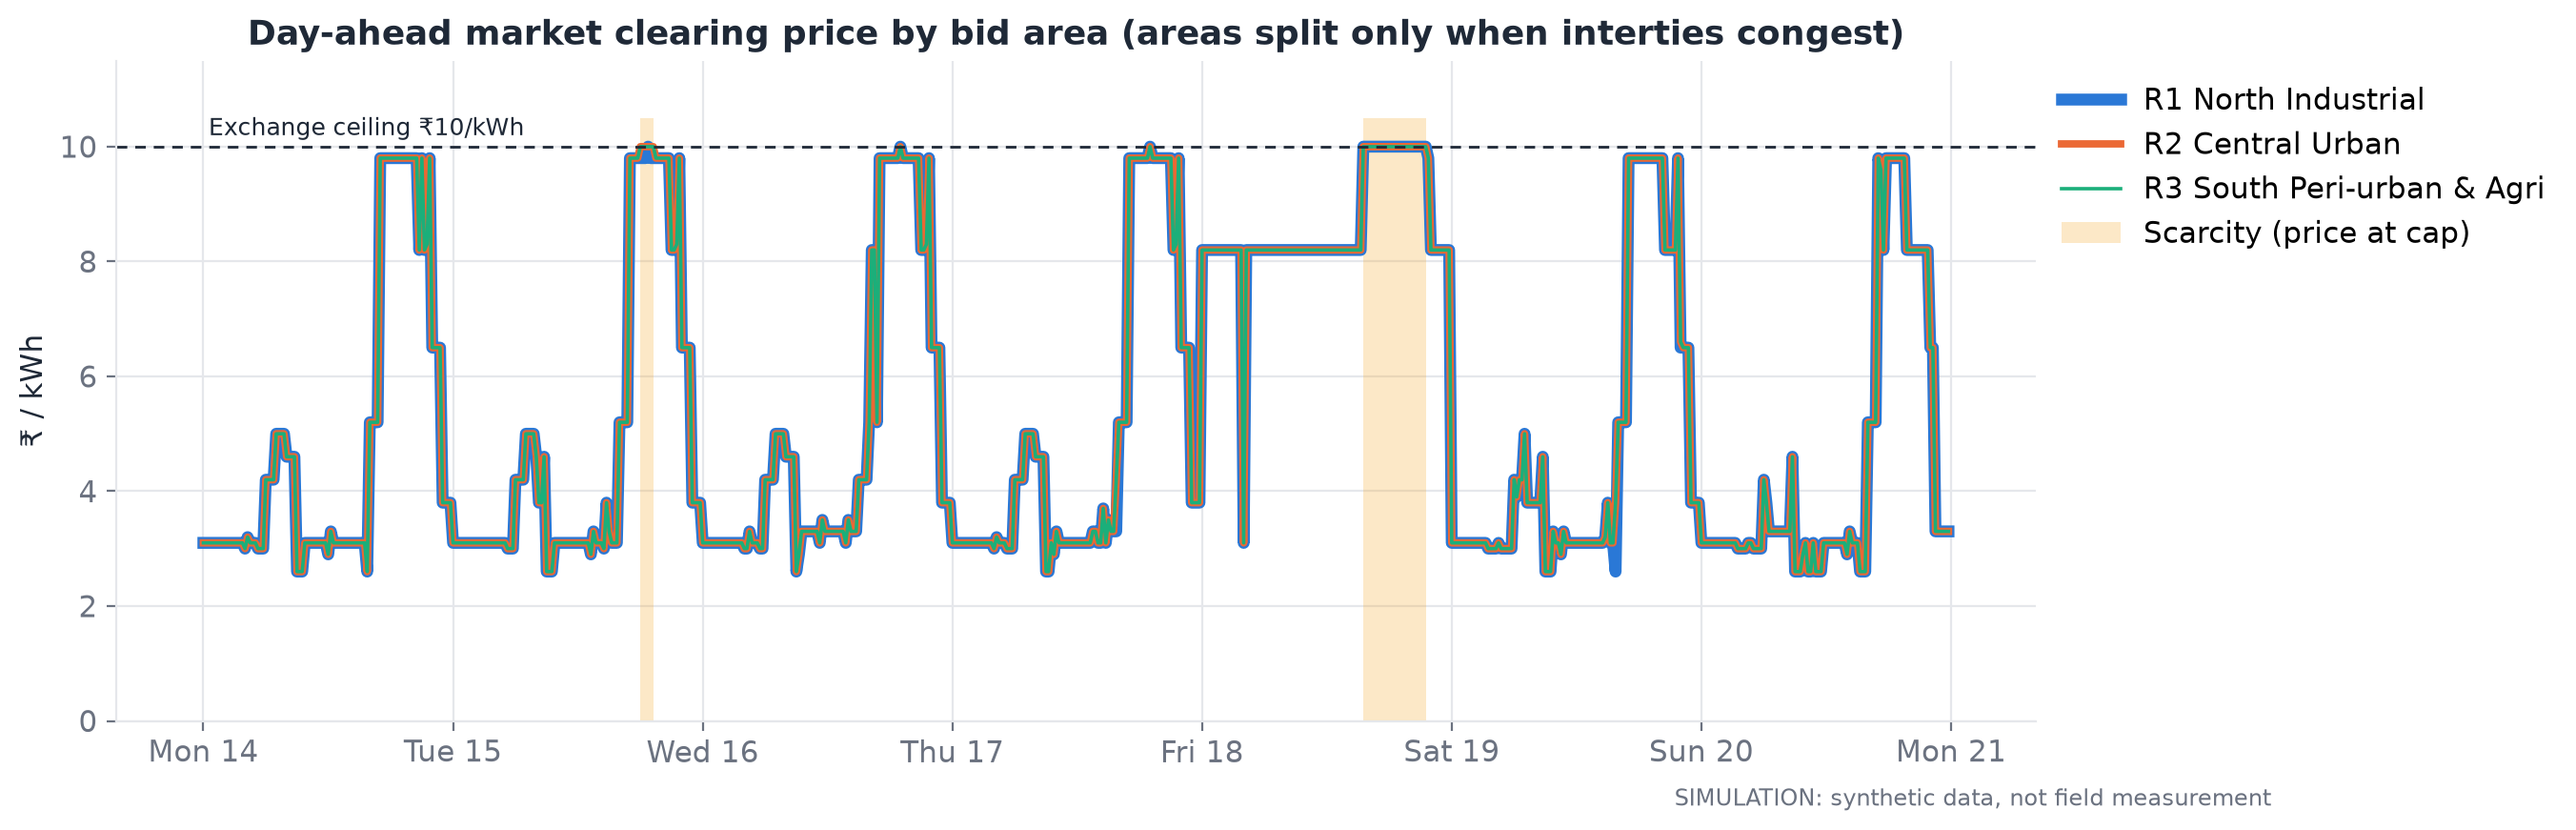 Day-ahead market clearing price by bid area (areas split only when interties congest)
Exchange ceiling ₹10/kWh
R1 North Industrial
R2 Central Urban
R3 South Peri-urban & Agri
Scarcity (price at cap)
₹ / kWh
10
8
6
4
2
0
Mon 14
Tue 15
Wed 16
Thu 17
Fri 18
Sat 19
Sun 20
Mon 21
SIMULATION: synthetic data, not field measurement